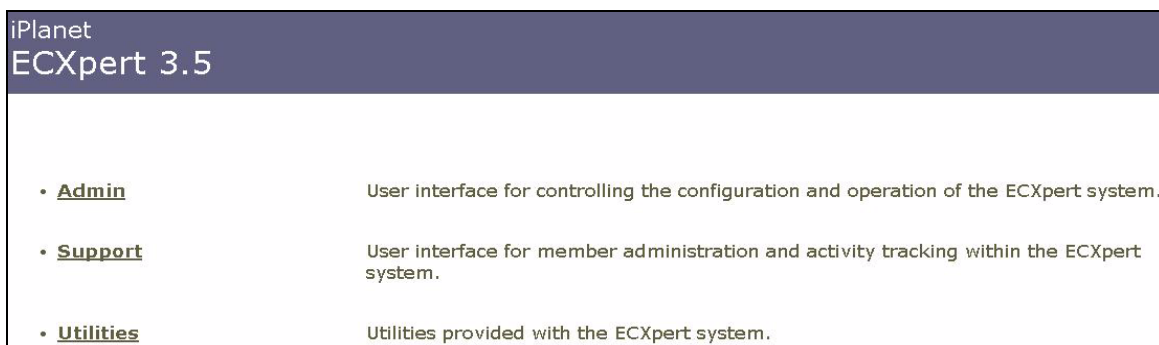 iPlanet
ECXpert 3.5
• Admin User interface for controlling the configuration and operation of the ECXpert system.
• Support User interface for member administration and activity tracking within the ECXpert
system.
• Utilities Utilities provided with the ECXpert system.